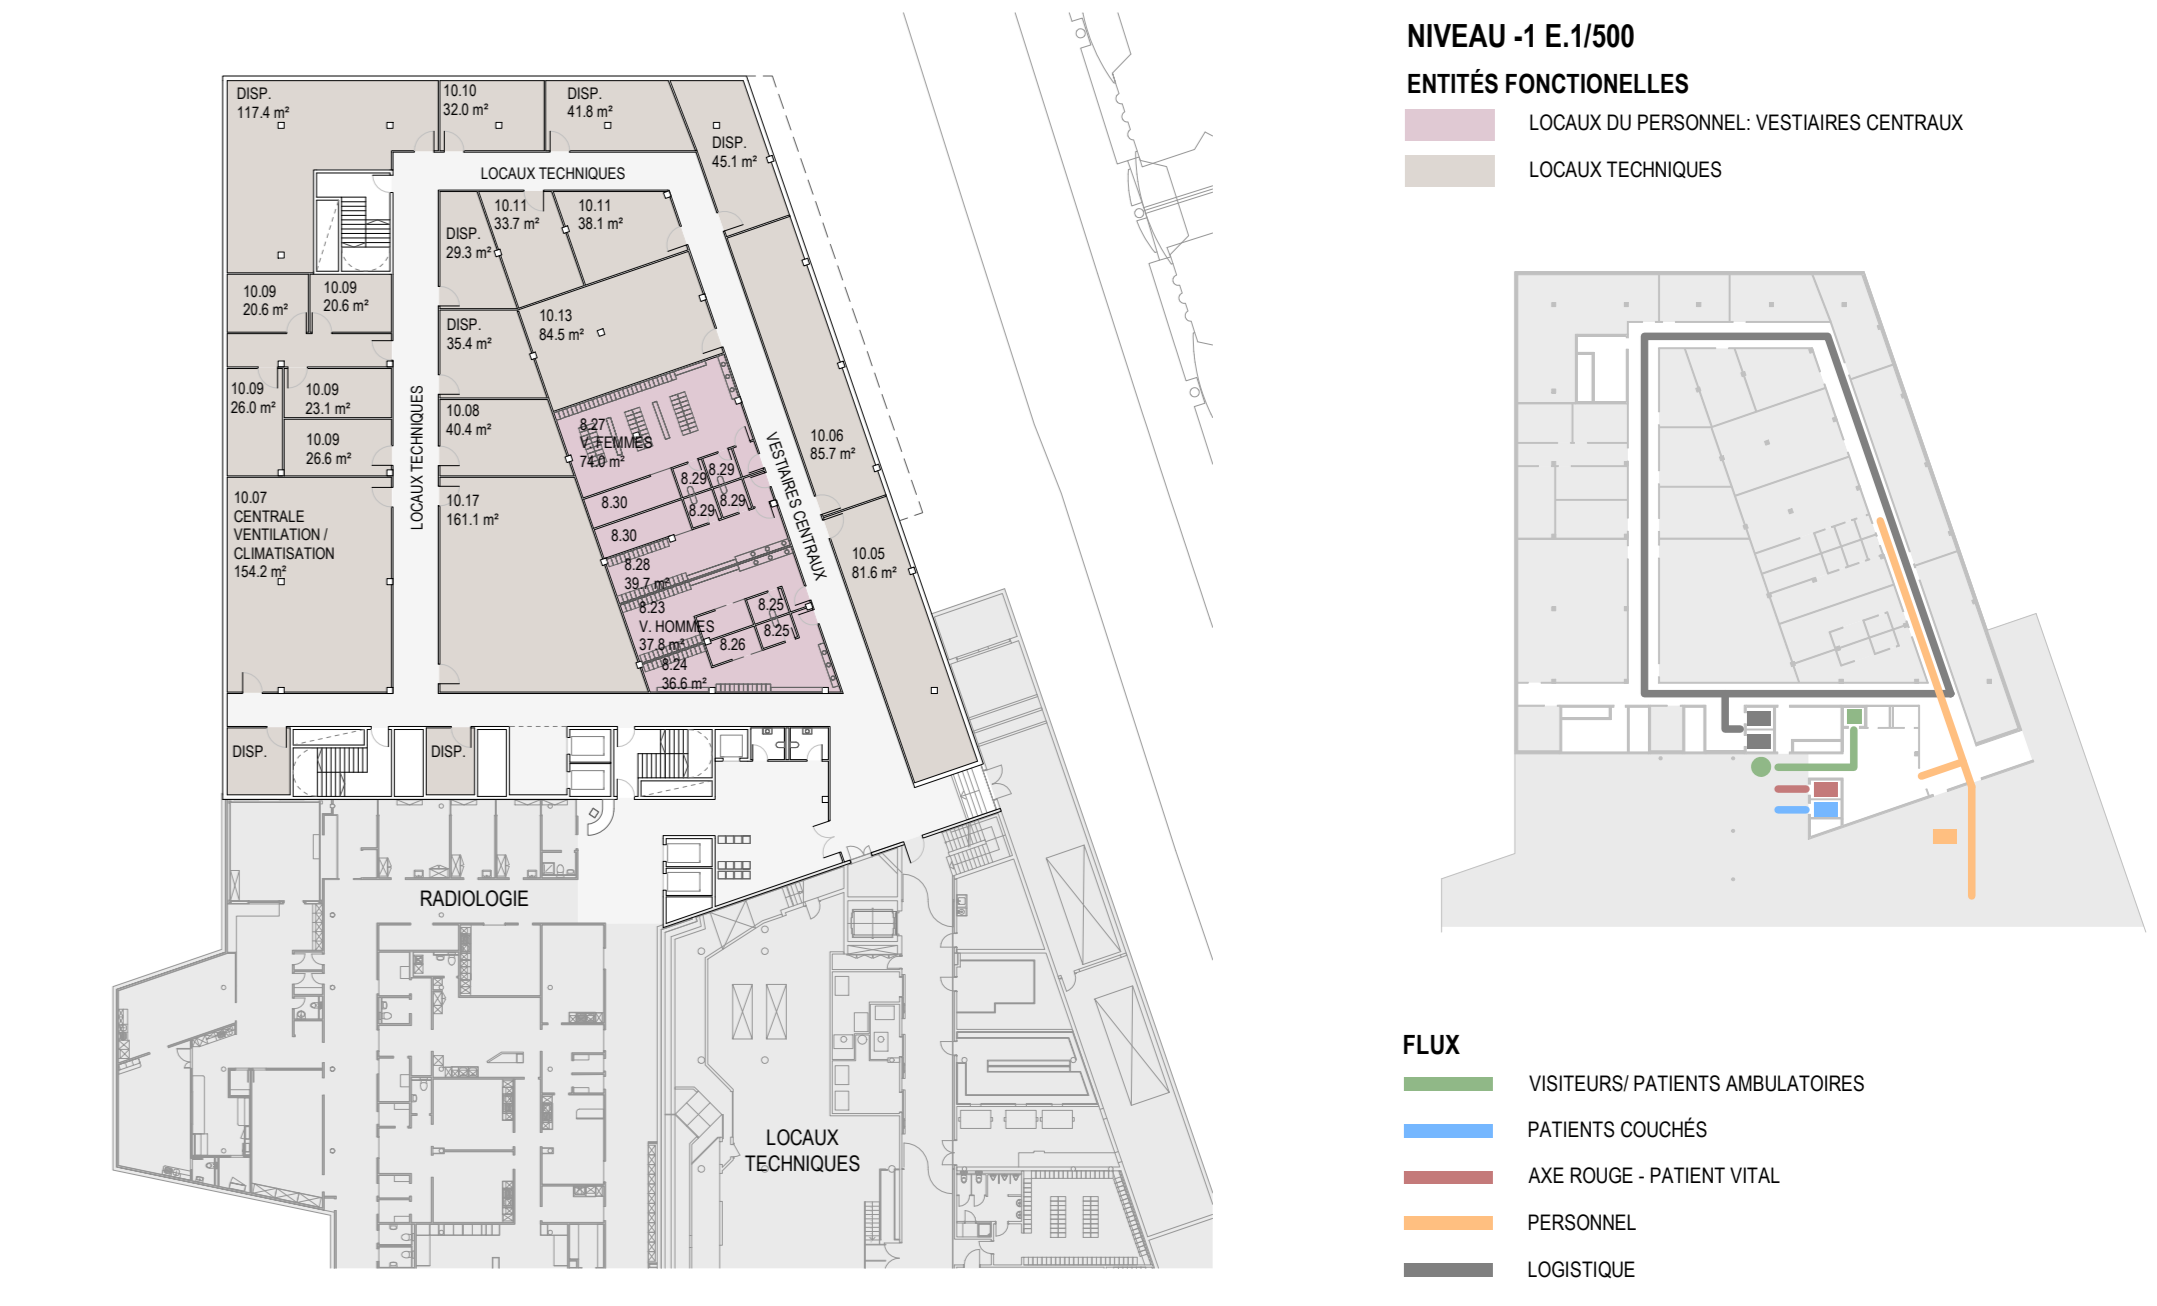 NIVEAU -1 E.1/500
ENTITÉS FONCTIONELLES
LOCAUX DU PERSONNEL: VESTIAIRES CENTRAUX
LOCAUX TECHNIQUES
DISP.
117.4 m²
10.10
32.0 m²
DISP.
41.8 m²
DISP.
45.1 m²
LOCAUX TECHNIQUES
10.11
33.7 m²
10.11
38.1 m²
DISP.
29.3 m²
10.09
20.6 m²
10.09
20.6 m²
DISP.
35.4 m²
10.13
84.5 m²
10.09
26.0 m²
10.09
23.1 m²
10.09
26.6 m²
LOCAUX TECHNIQUES
10.08
40.4 m²
8.27
V. FEMMES
74.0 m²
VESTIAIRES CENTRAUX
10.06
85.7 m²
8.29
8.29
8.29
8.29
8.30
8.30
10.07
CENTRALE
VENTILATION /
CLIMATISATION
154.2 m²
10.17
161.1 m²
8.28
39.7 m²
10.05
81.6 m²
8.23
V. HOMMES
37.8 m²
8.25
8.25
8.26
8.24
36.6 m²
DISP.
DISP.
RADIOLOGIE
LOCAUX
TECHNIQUES
FLUX
VISITEURS/ PATIENTS AMBULATOIRES
PATIENTS COUCHÉS
AXE ROUGE - PATIENT VITAL
PERSONNEL
LOGISTIQUE